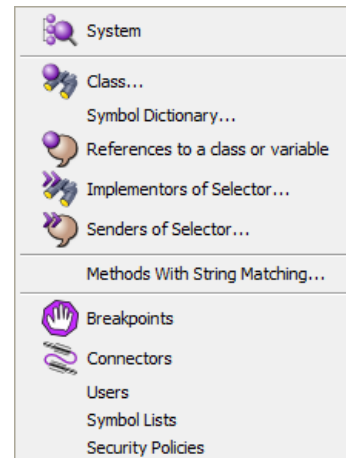 System
Class...
Symbol Dictionary...
References to a class or variable
Implementors of Selector...
Senders of Selector...
Methods With String Matching...
Breakpoints
Connectors
Users
Symbol Lists
Security Policies